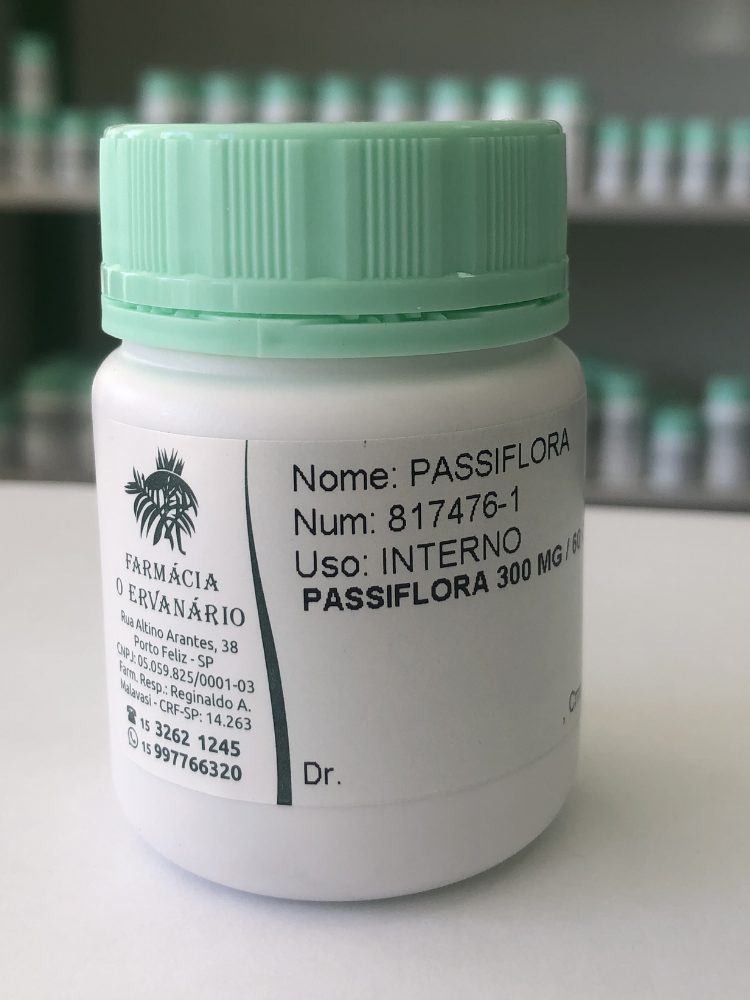 FARMÁCIA
O ERVANÁRIO
Rua Altino Arantes, 38
Porto Feliz - SP
CNPJ: 05.059.825/0001-03
Farm. Resp.: Reginaldo A.
Malavasi - CRF-SP: 14.263
15 3262 1245
15 997766320
Nome: PASSIFLORA
Num: 817476-1
Uso: INTERNO
PASSIFLORA 300 MG / 60
Dr.